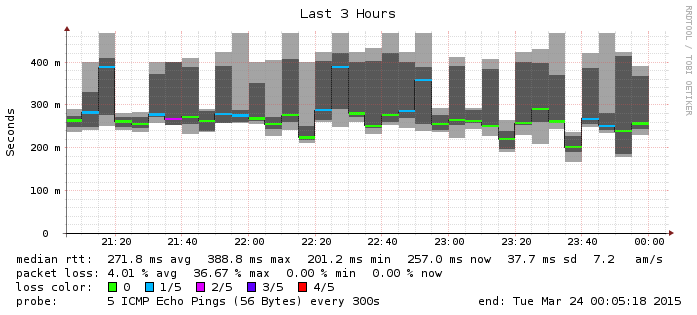 Last 3 Hours
RRDTOOL / TOBI OETIKER
Seconds
400 m
300 m
200 m
100 m
0
21:20 21:40 22:00 22:20 22:40 23:00 23:20 23:40 00:00
median rtt: 271.8 ms avg 388.8 ms max 201.2 ms min 257.0 ms now 37.7 ms sd 7.2 am/s
packet loss: 4.01 % avg 36.67 % max 0.00 % min 0.00 % now
loss color: 0 1/5 2/5 3/5 4/5
probe: 5 ICMP Echo Pings (56 Bytes) every 300s end: Tue Mar 24 00:05:18 2015